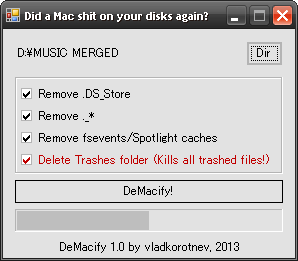 Did a Mac shit on your disks again?
D:¥MUSIC MERGED
Dir
Remove .DS_Store
Remove ._*
Remove fsevents/Spotlight caches
Delete Trashes folder (Kills all trashed files!)
DeMacify!
DeMacify 1.0 by vladkorotnev, 2013